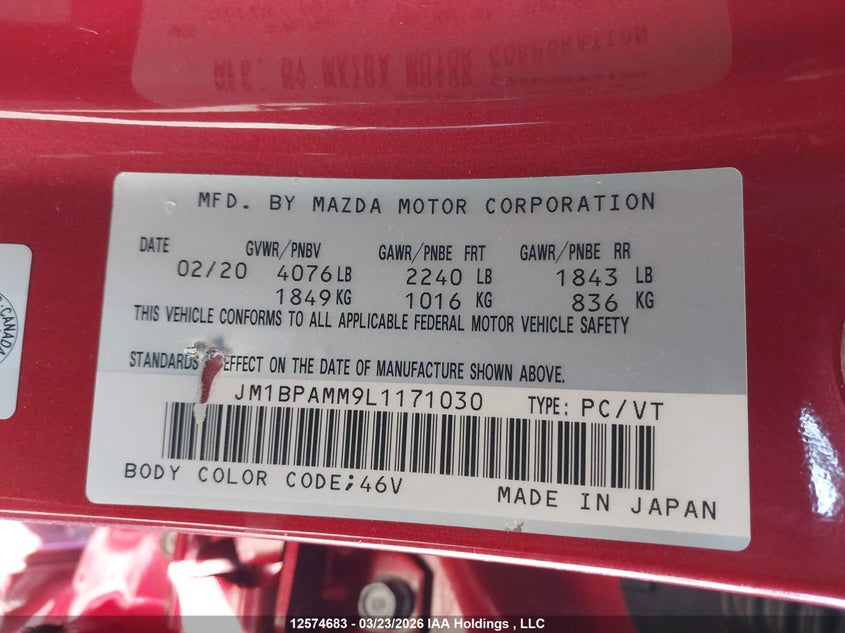 MFD. BY MAZDA MOTOR CORPORATION
DATE GVWR/PNBV GAWR/PNBE FRT GAWR/PNBE RR
02/20 4076 LB 2240 LB 1843 LB
1849 KG 1016 KG 836 KG
THIS VEHICLE CONFORMS TO ALL APPLICABLE FEDERAL MOTOR VEHICLE SAFETY
STANDARDS EFFECT ON THE DATE OF MANUFACTURE SHOWN ABOVE.
JM1BPAMM9L1171030 TYPE: PC/VT
BODY COLOR CODE;46V
MADE IN JAPAN
CANADA
12574683 - 03/23/2026 IAA Holdings , LLC